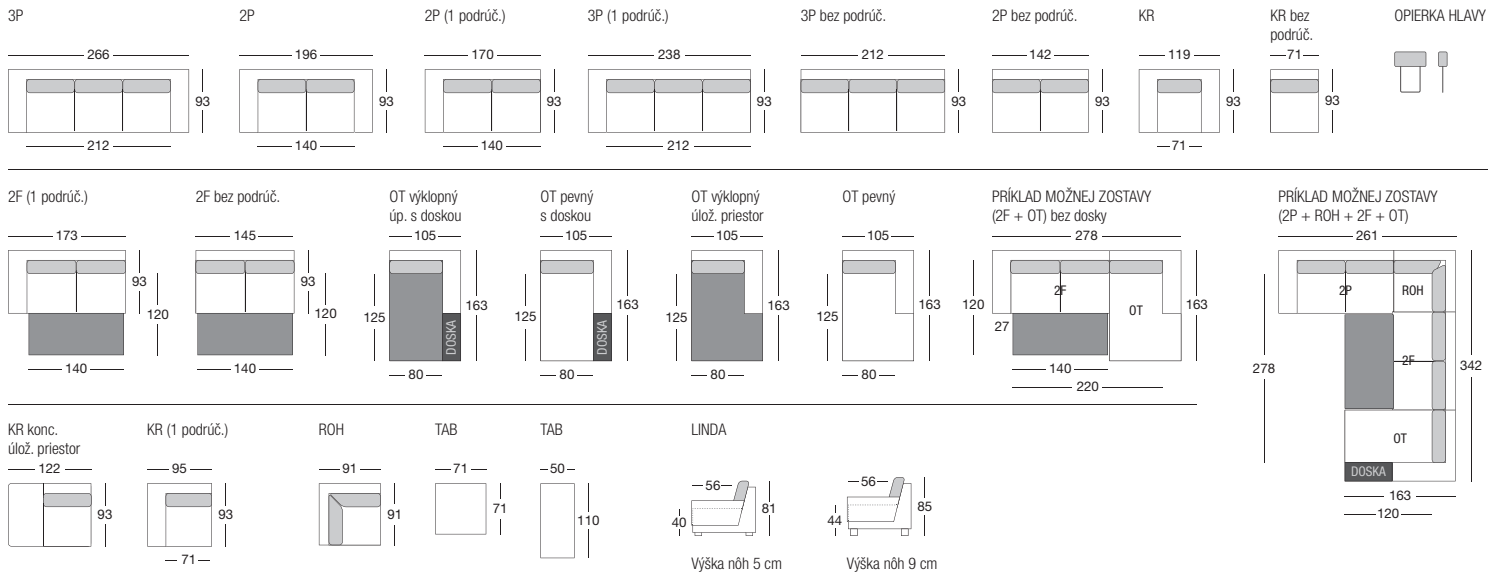 3P
266
93
212
2P
196
93
140
2P (1 podrúč.)
170
93
140
3P (1 podrúč.)
238
93
212
3P bez podrúč.
212
93
2P bez podrúč.
142
93
KR
119
93
71
KR bez
podrúč.
71
93
OPIERKA HLAVY
2F (1 podrúč.)
173
93
120
140
2F bez podrúč.
145
93
120
140
OT výklopný
úp. s doskou
105
125
163
DOSKA
80
OT pevný
s doskou
105
125
163
DOSKA
80
OT výklopný
úlož. priestor
105
125
163
80
OT pevný
105
125
163
80
PRÍKLAD MOŽNEJ ZOSTAVY
(2F + OT) bez dosky
278
120
2F
OT
163
27
140
220
PRÍKLAD MOŽNEJ ZOSTAVY
(2P + ROH + 2F + OT)
261
2P
ROH
2F
278
342
OT
DOSKA
163
120
KR konc.
úlož. priestor
122
93
KR (1 podrúč.)
95
93
71
ROH
91
91
TAB
71
71
TAB
50
110
LINDA
56
40
81
Výška nôh 5 cm
56
44
85
Výška nôh 9 cm